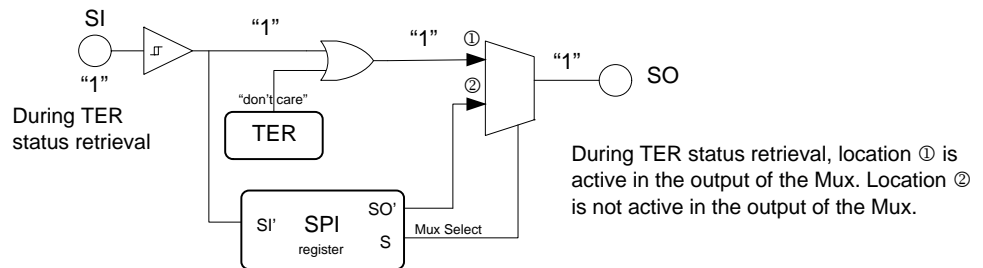 SI
“1”
“1”
①
“1”
SO
“1”
②
During TER
status retrieval
“don’t care”
TER
During TER status retrieval, location ① is
active in the output of the Mux. Location ②
is not active in the output of the Mux.
SO’
SI’
SPI
Mux Select
register
S